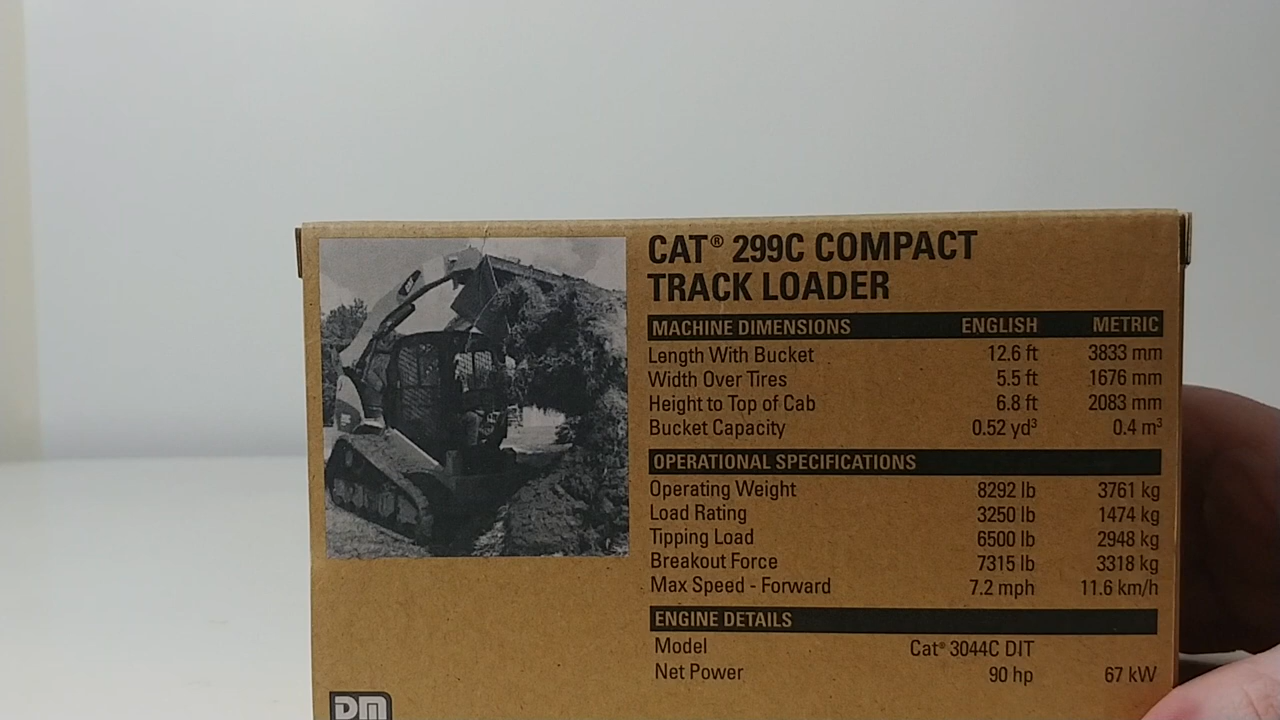 CAT® 299C COMPACT
TRACK LOADER
MACHINE DIMENSIONS ENGLISH METRIC
Length With Bucket 12.6 ft 3833 mm
Width Over Tires 5.5 ft 1676 mm
Height to Top of Cab 6.8 ft 2083 mm
Bucket Capacity 0.52 yd³ 0.4 m³
OPERATIONAL SPECIFICATIONS
Operating Weight 8292 lb 3761 kg
Load Rating 3250 lb 1474 kg
Tipping Load 6500 lb 2948 kg
Breakout Force 7315 lb 3318 kg
Max Speed - Forward 7.2 mph 11.6 km/h
ENGINE DETAILS
Model Cat® 3044C DIT
Net Power 90 hp 67 kW
DM